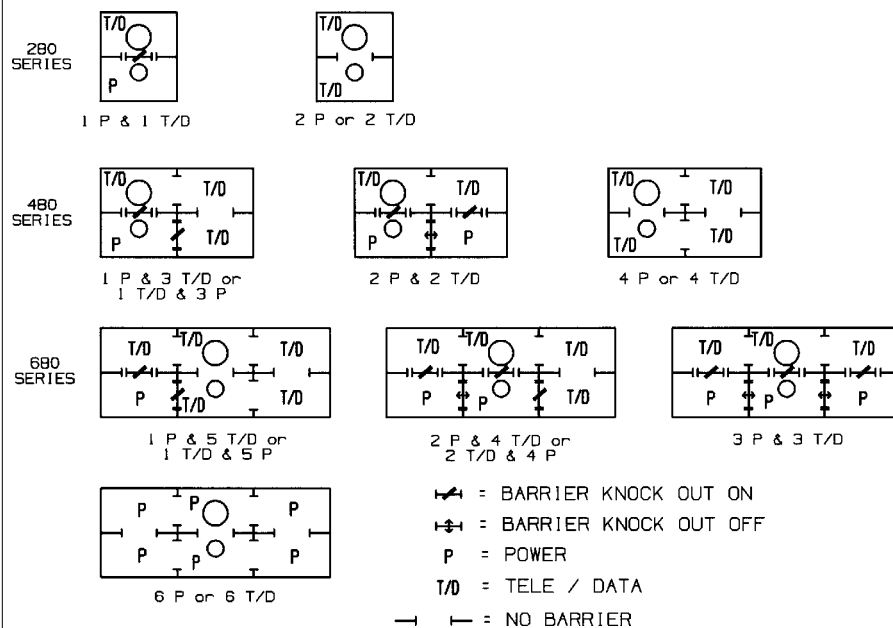 280
SERIES
T/D
P
1 P & 1 T/D
T/D
T/D
2 P or 2 T/D
480
SERIES
T/D
T/D
P
T/D
1 P & 3 T/D or
1 T/D & 3 P
T/D
T/D
P
P
2 P & 2 T/D
T/D
T/D
T/D
T/D
4 P or 4 T/D
680
SERIES
T/D
T/D
T/D
P
T/D
T/D
1 P & 5 T/D or
1 T/D & 5 P
T/D
T/D
T/D
P
P
T/D
2 P & 4 T/D or
2 T/D & 4 P
T/D
T/D
T/D
P
P
P
3 P & 3 T/D
P
P
P
P
P
P
6 P or 6 T/D
= BARRIER KNOCK OUT ON
= BARRIER KNOCK OUT OFF
P = POWER
T/D = TELE / DATA
= NO BARRIER